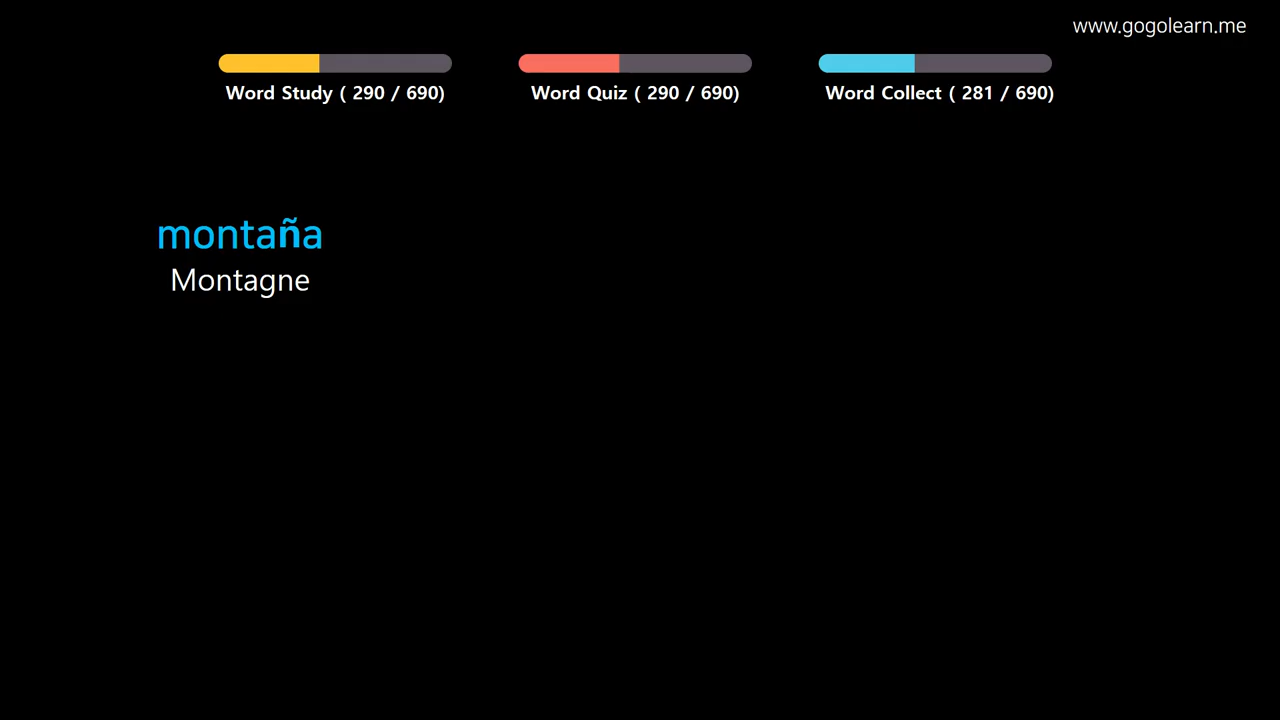 www.gogolearn.me
Word Study ( 290 / 690)
Word Quiz ( 290 / 690)
Word Collect ( 281 / 690)
montaña
Montagne